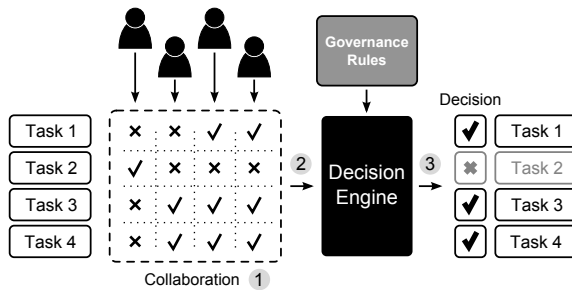 Governance
Rules
Decision
Task 1
Task 1
Task 2
2
Decision
Engine
3
Task 2
Task 3
Task 3
Task 4
Task 4
Collaboration 1